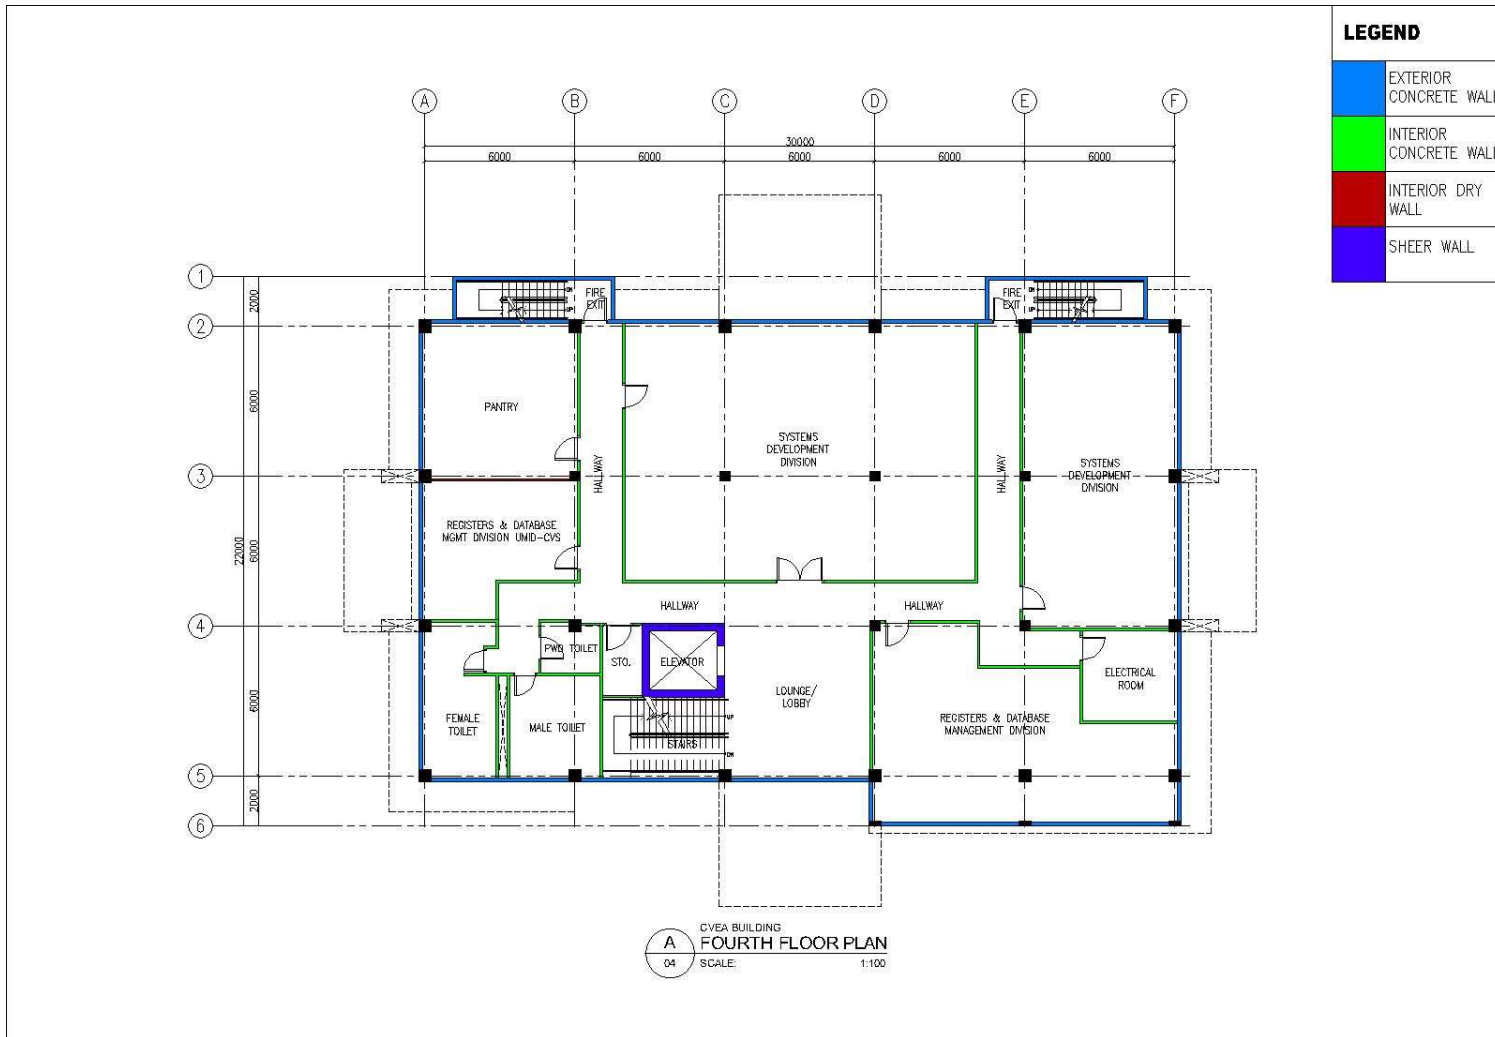 LEGEND
EXTERIOR
CONCRETE WALL
INTERIOR
CONCRETE WALL
INTERIOR DRY
WALL
SHEER WALL
A B C D E F
30000
6000 6000 6000 6000 6000
1
2
3
4
5
6
2000
6000
22000
6000
6000
2000
FIRE
EXIT
DN
UP
FIRE
EXIT
DN
UP
PANTRY
HALLWAY
SYSTEMS
DEVELOPMENT
DIVISION
HALLWAY
SYSTEMS
DEVELOPMENT
DIVISION
REGISTERS & DATABASE
MGMT DIVISION UMID-CVS
HALLWAY
HALLWAY
PWD TOILET
STO.
ELEVATOR
LOUNGE/
LOBBY
ELECTRICAL
ROOM
FEMALE
TOILET
MALE TOILET
STAIRS
UP
DN
REGISTERS & DATABASE
MANAGEMENT DIVISION
A
04
CVEA BUILDING
FOURTH FLOOR PLAN
SCALE: 1:100